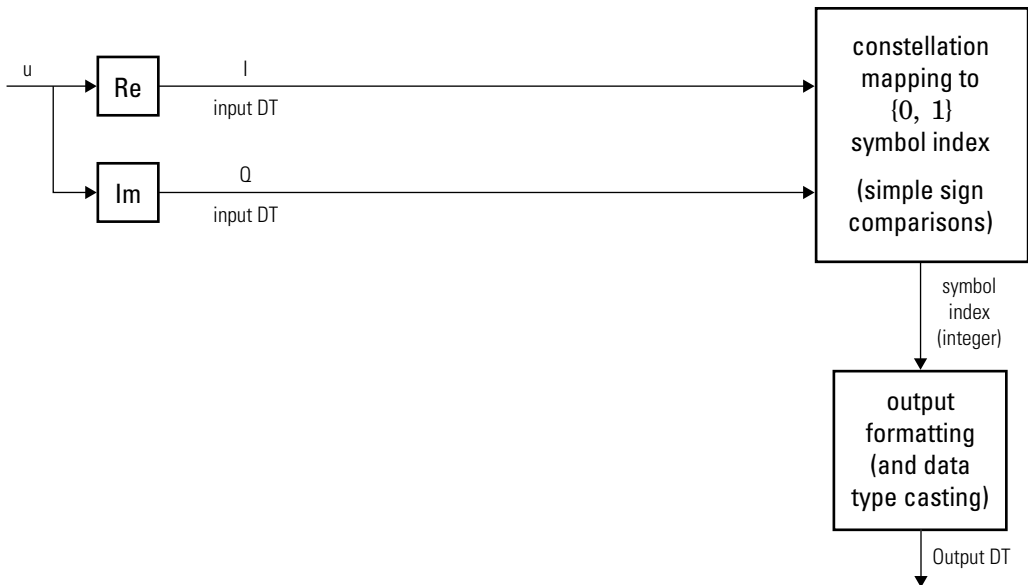 u
Re
I
input DT
Im
Q
input DT
constellation
mapping to
{0, 1}
symbol index
(simple sign
comparisons)
symbol
index
(integer)
output
formatting
(and data
type casting)
Output DT